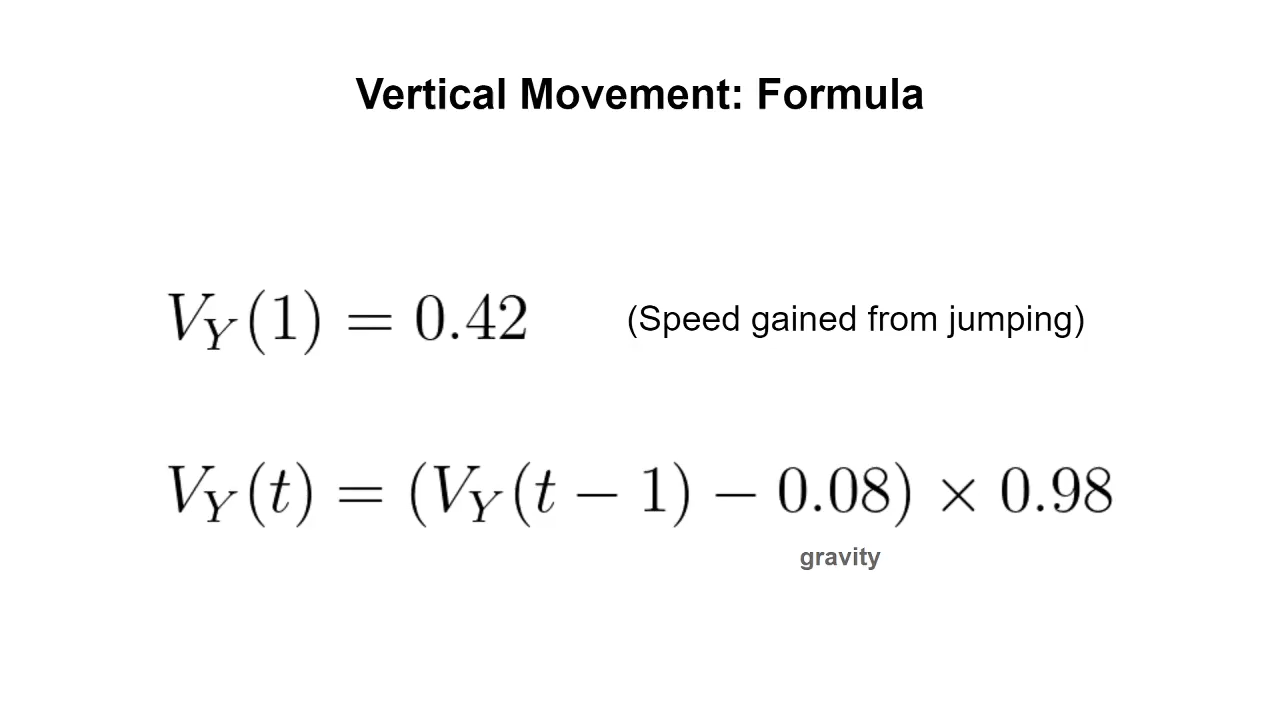 Vertical Movement: Formula
V_Y(1) = 0.42 (Speed gained from jumping)
V_Y(t) = (V_Y(t − 1) − 0.08) × 0.98
gravity